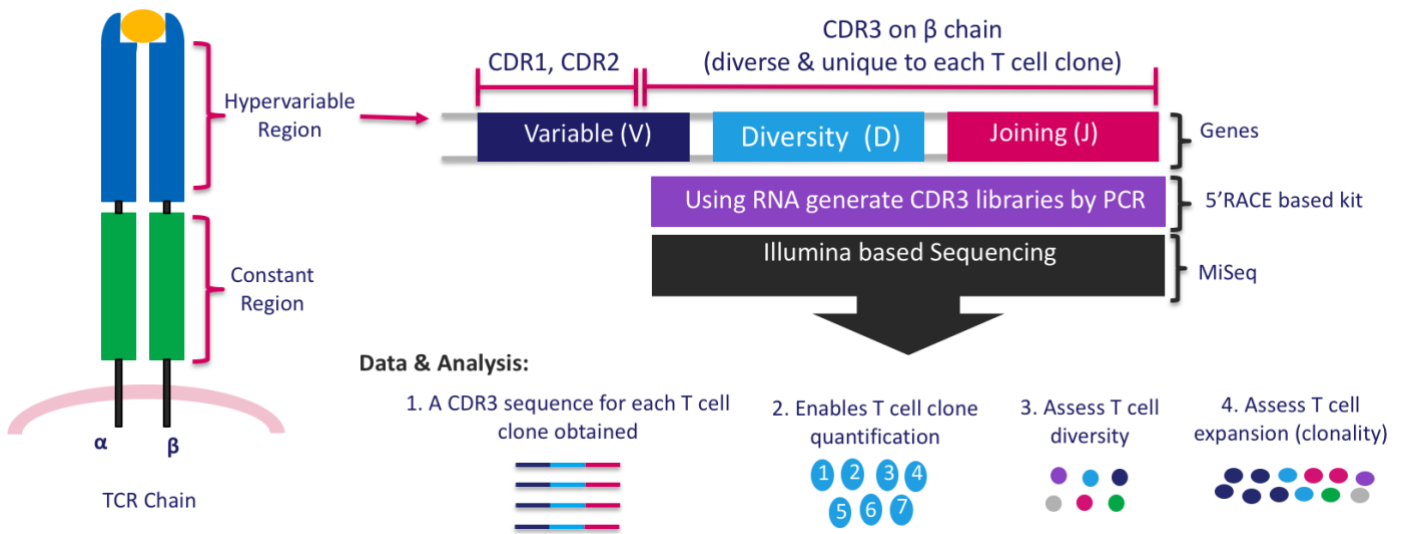 CDR3 on β chain
(diverse & unique to each T cell clone)
CDR1, CDR2
Hypervariable
Region
Variable (V)
Diversity (D)
Joining (J)
Genes
Using RNA generate CDR3 libraries by PCR
5'RACE based kit
Illumina based Sequencing
MiSeq
Constant
Region
α
β
TCR Chain
Data & Analysis:
1. A CDR3 sequence for each T cell
clone obtained
2. Enables T cell clone
quantification
1
2
3
4
5
6
7
3. Assess T cell
diversity
4. Assess T cell
expansion (clonality)